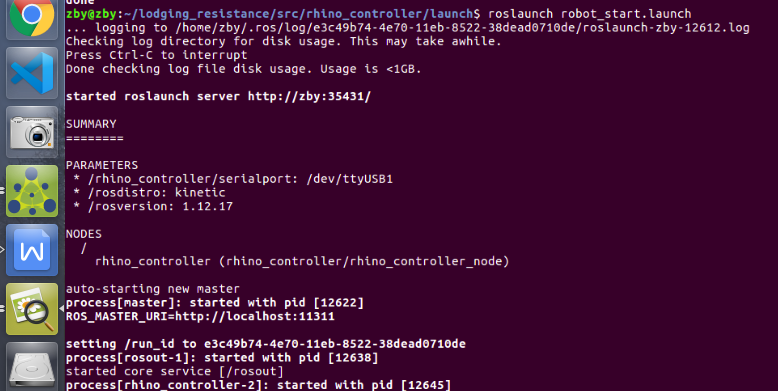 done
zby@zby:~/lodging_resistance/src/rhino_controller/launch$ roslaunch robot_start.launch
... logging to /home/zby/.ros/log/e3c49b74-4e70-11eb-8522-38dead0710de/roslaunch-zby-12612.log
Checking log directory for disk usage. This may take awhile.
Press Ctrl-C to interrupt
Done checking log file disk usage. Usage is <1GB.
started roslaunch server http://zby:35431/
SUMMARY
========
PARAMETERS
* /rhino_controller/serialport: /dev/ttyUSB1
* /rosdistro: kinetic
* /rosversion: 1.12.17
NODES
/
rhino_controller (rhino_controller/rhino_controller_node)
auto-starting new master
process[master]: started with pid [12622]
ROS_MASTER_URI=http://localhost:11311
setting /run_id to e3c49b74-4e70-11eb-8522-38dead0710de
process[rosout-1]: started with pid [12638]
started core service [/rosout]
process[rhino_controller-2]: started with pid [12645]
W